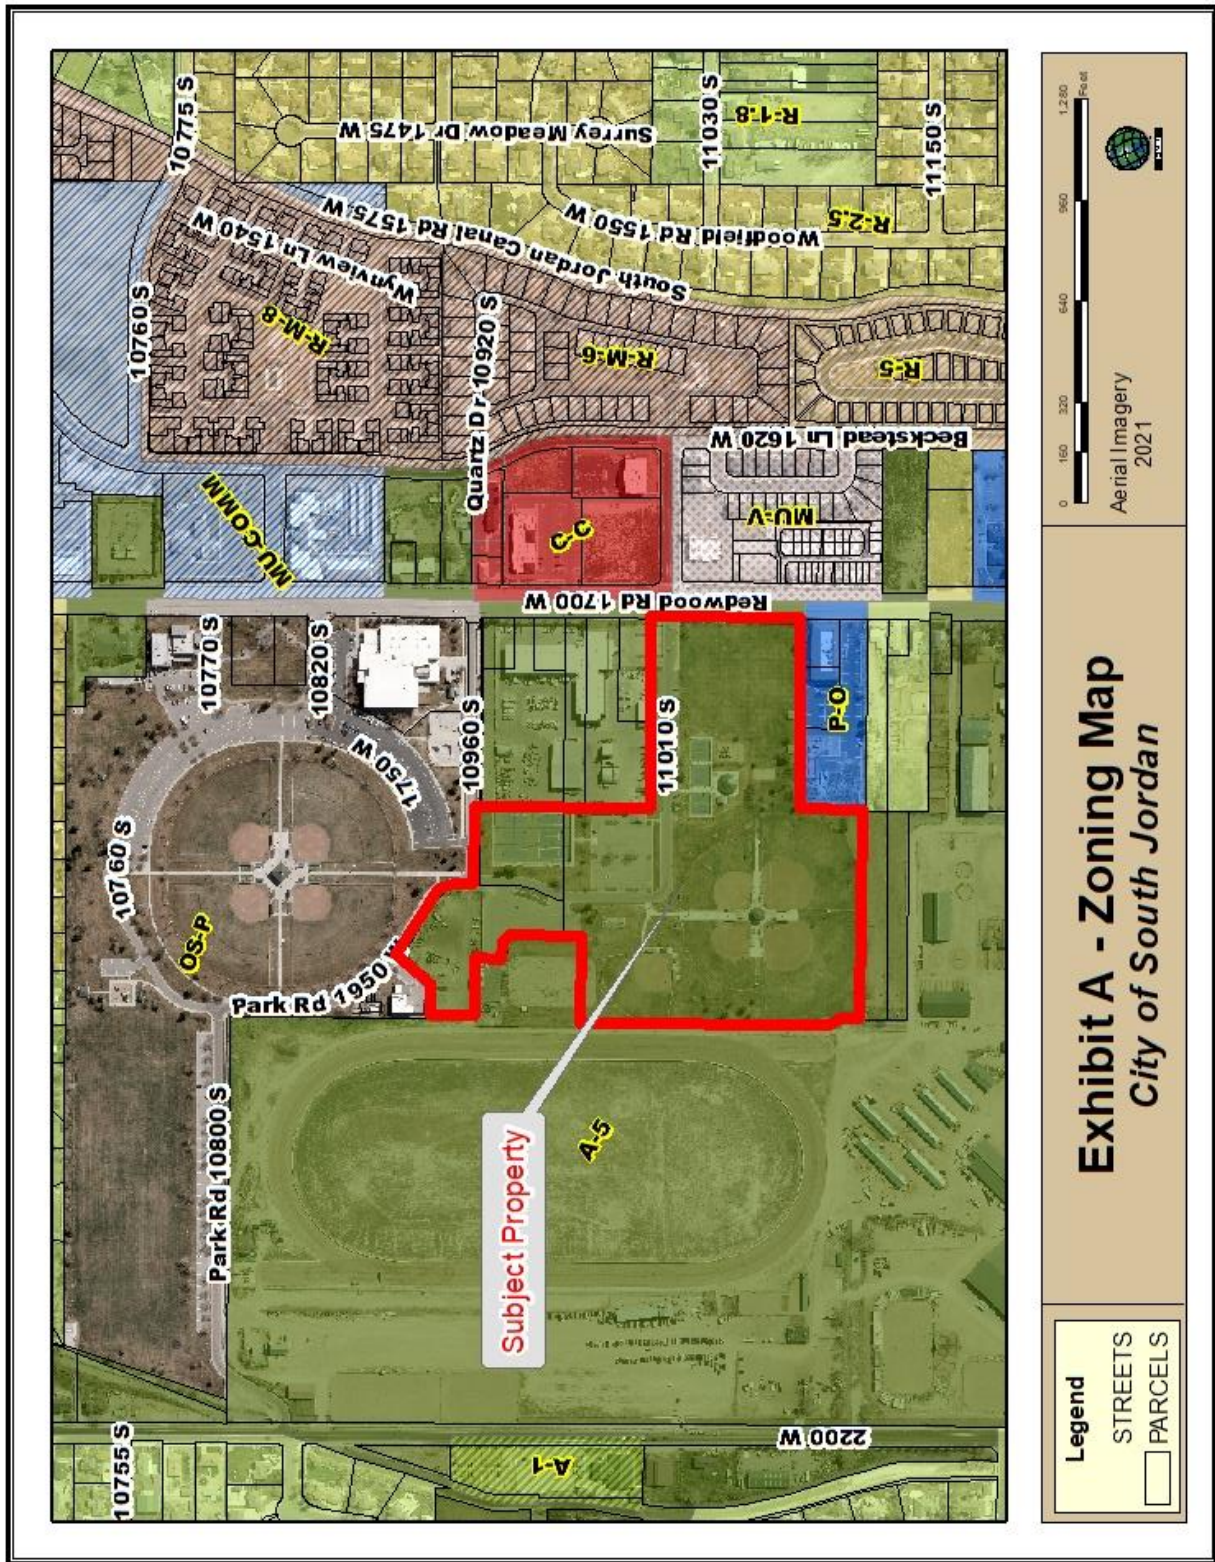 10755 S
Park Rd 10800 S
10760 S
10770 S
10820 S
10775 S
10760 S
Park Rd 1950 W
OS-P
1750 W
10960 S
MU-COMM
R-M-8
Wynview Ln 1540 W
South Jordan Canal Rd 1575 W
Surrey Meadow Dr 1475 W
Quartz Dr 10920 S
2200 W
A-1
Subject Property
A-5
11010 S
Redwood Rd 1700 W
C-C
MU-V
P-O
Beckstead Ln 1620 W
R-M-6
R-5
Woodfield Rd 1550 W
R-2.5
11030 S
R-1.8
11150 S
Legend
STREETS
PARCELS
Exhibit A - Zoning Map
City of South Jordan
0 160 320 640 960 1,280
Feet
Aerial Imagery
2021